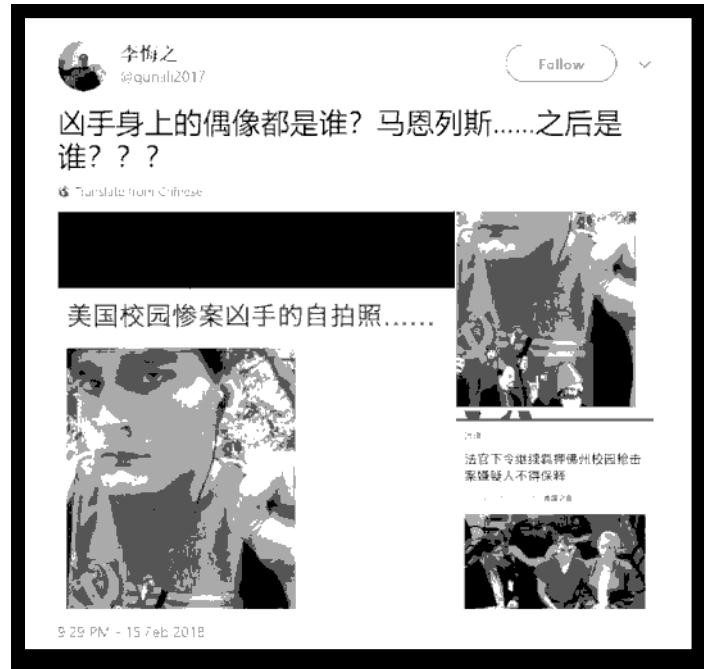 李悔之
@qunali2017
Follow
凶手身上的偶像都是谁？马恩列斯......之后是
谁？？？
Translate from Chinese
美国校园惨案凶手的自拍照......
法官下令继续羁押佛州校园枪击
案嫌疑人不得保释
9:29 PM - 15 Feb 2018